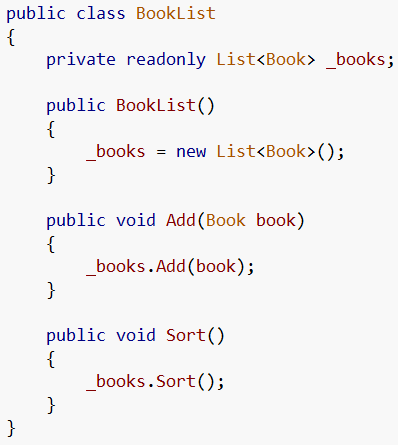 public class BookList
{
    private readonly List<Book> _books;

    public BookList()
    {
        _books = new List<Book>();
    }

    public void Add(Book book)
    {
        _books.Add(book);
    }

    public void Sort()
    {
        _books.Sort();
    }
}